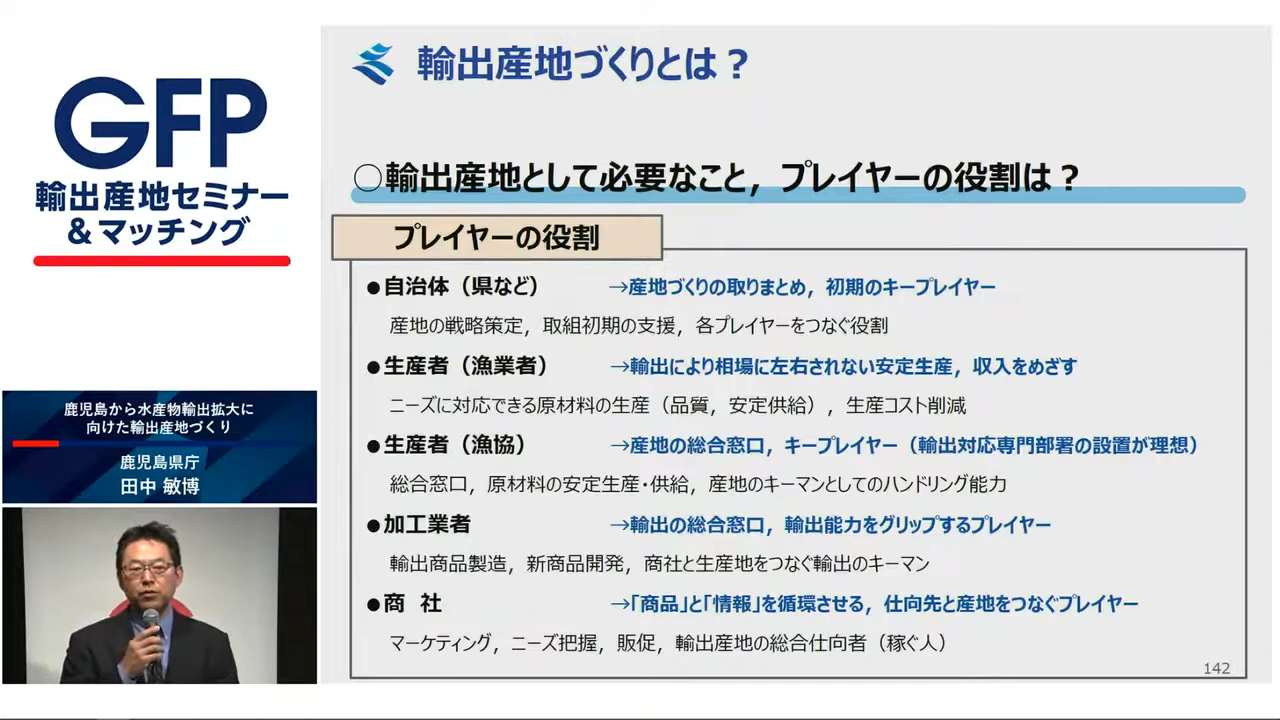 GFP
輸出産地セミナー
＆マッチング
鹿児島から水産物輸出拡大に
向けた輸出産地づくり
鹿児島県庁
田中 敏博
輸出産地づくりとは？
○輸出産地として必要なこと，プレイヤーの役割は？
プレイヤーの役割
●自治体（県など） →産地づくりの取りまとめ，初期のキープレイヤー
産地の戦略策定，取組初期の支援，各プレイヤーをつなぐ役割
●生産者（漁業者） →輸出により相場に左右されない安定生産，収入をめざす
ニーズに対応できる原材料の生産（品質，安定供給），生産コスト削減
●生産者（漁協） →産地の総合窓口，キープレイヤー（輸出対応専門部署の設置が理想）
総合窓口，原材料の安定生産・供給，産地のキーマンとしてのハンドリング能力
●加工業者 →輸出の総合窓口，輸出能力をグリップするプレイヤー
輸出商品製造，新商品開発，商社と生産地をつなぐ輸出のキーマン
●商 社 →「商品」と「情報」を循環させる，仕向先と産地をつなぐプレイヤー
マーケティング，ニーズ把握，販促，輸出産地の総合仕向者（稼ぐ人）
142